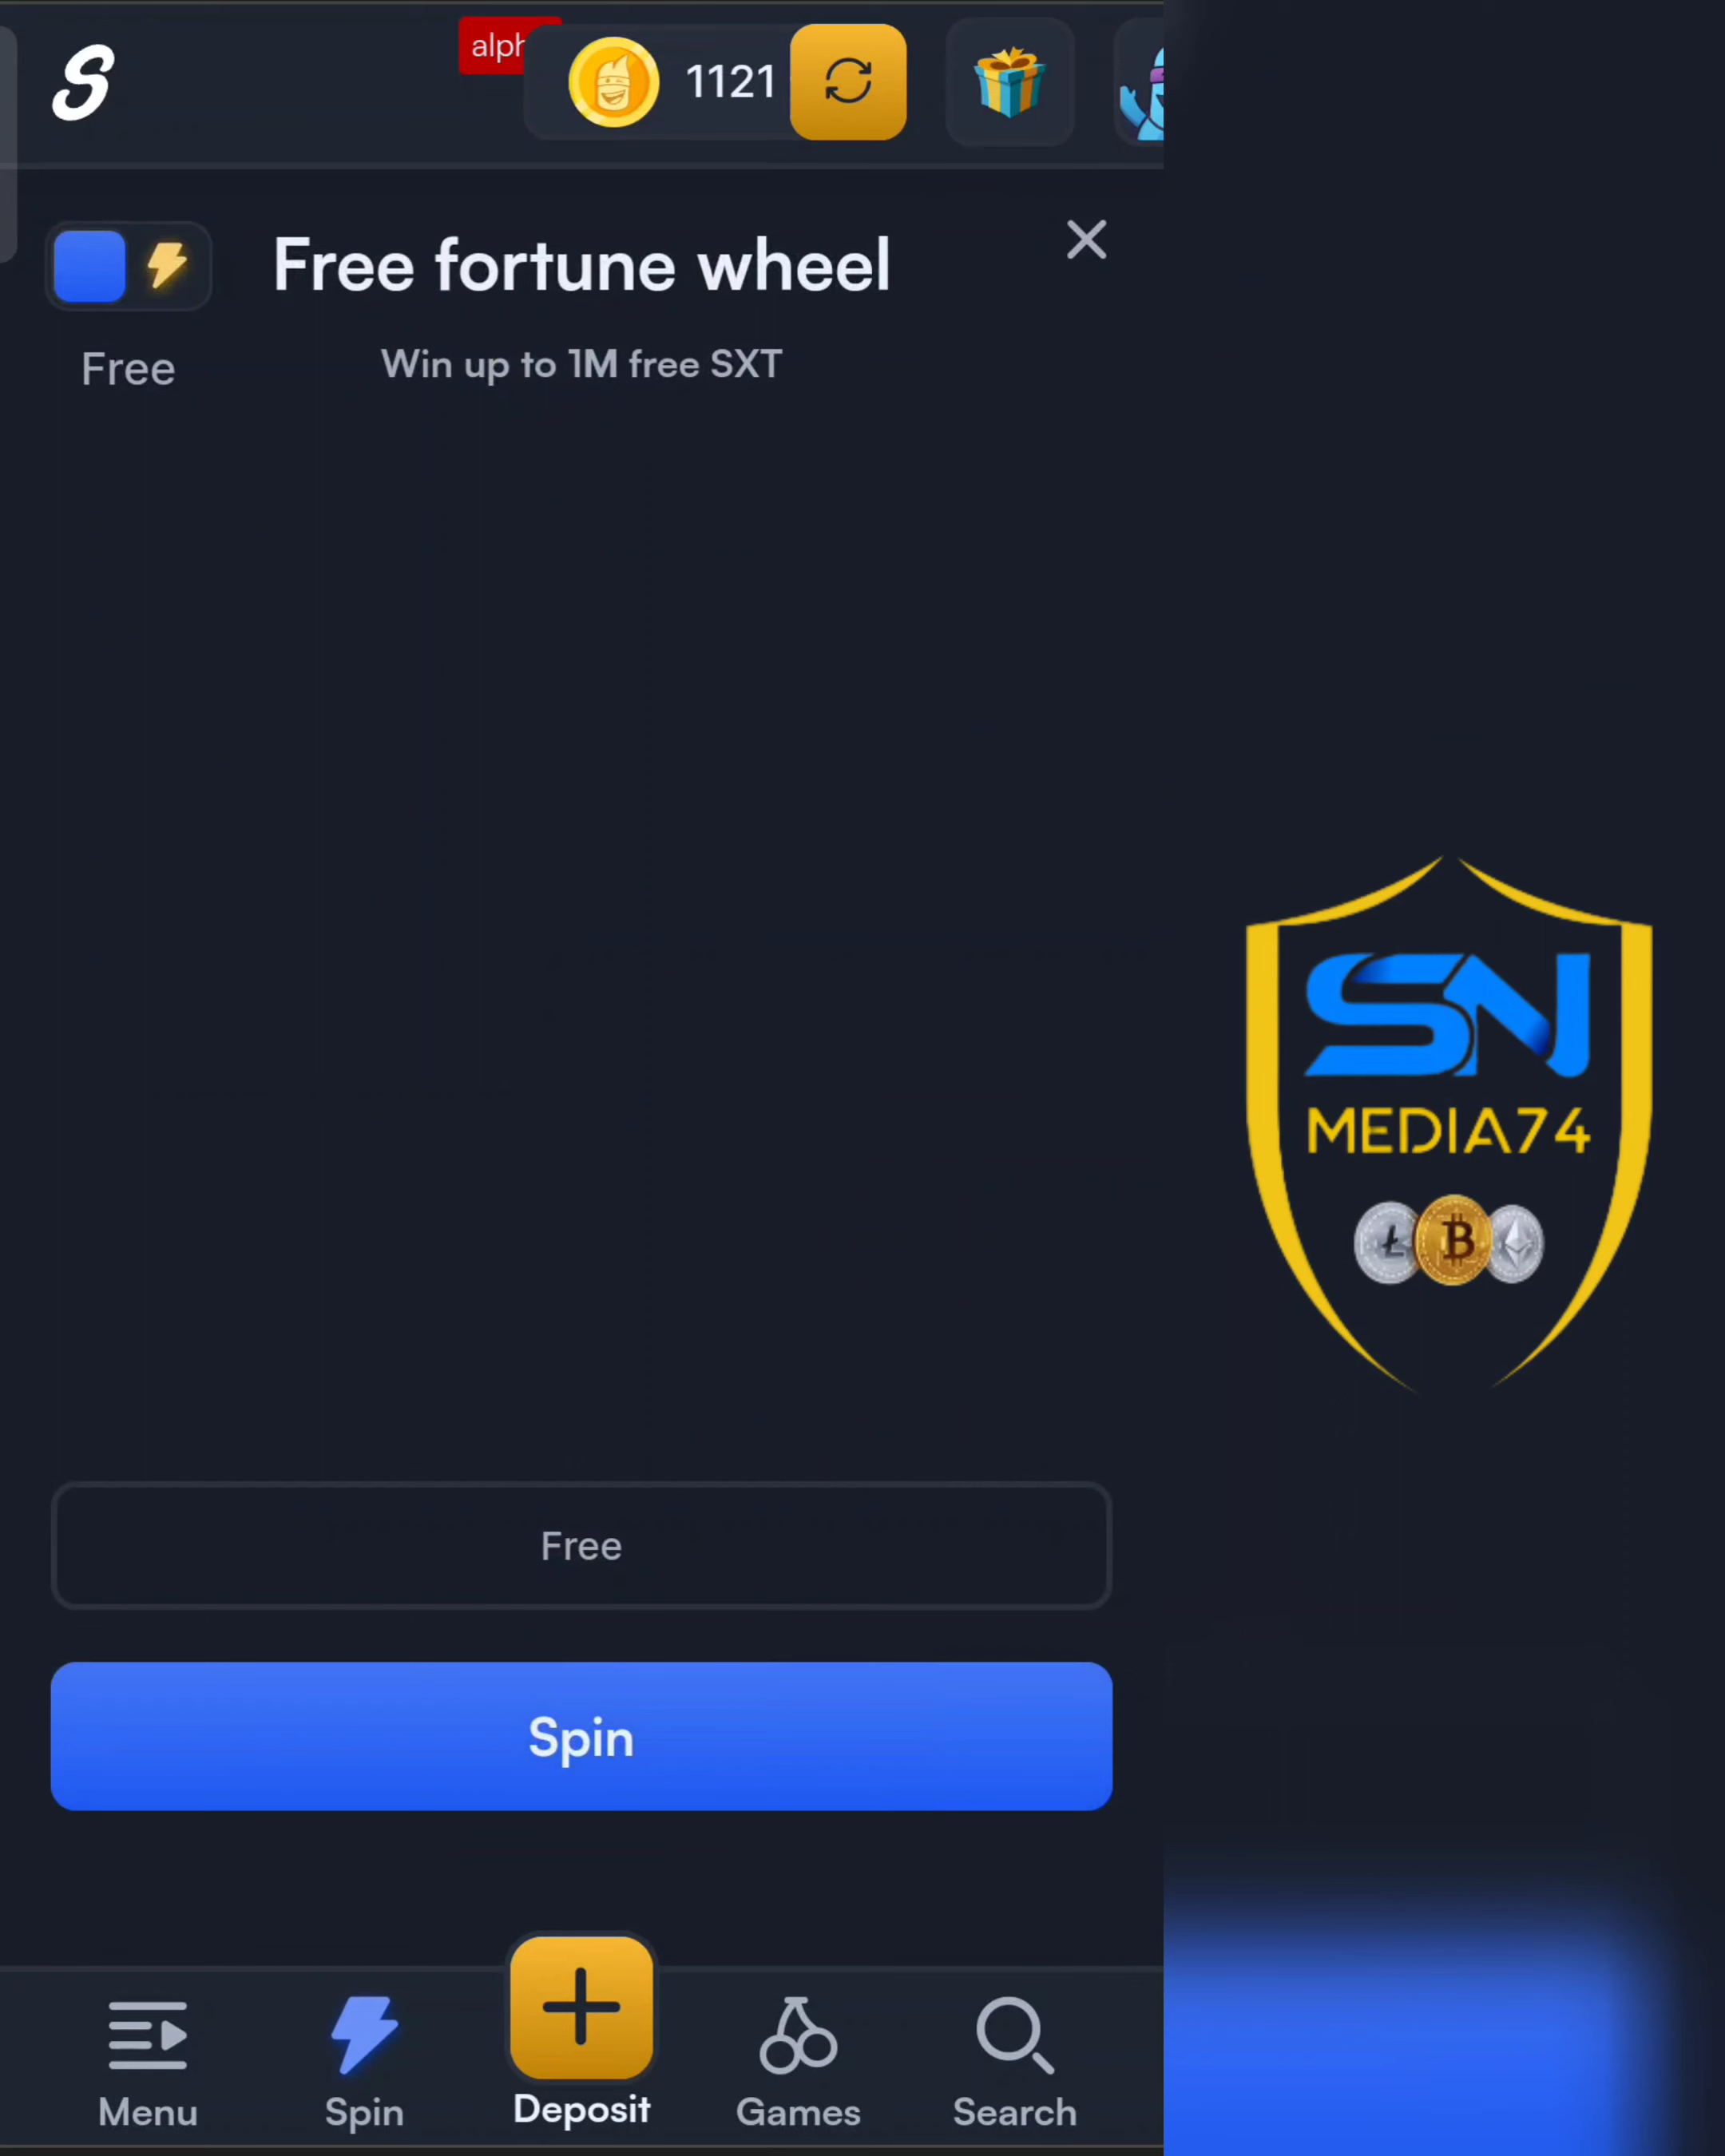 S
alph
1121
Free fortune wheel
Free
Win up to 1M free SXT
SN
MEDIA74
Free
Spin
Menu
Spin
Deposit
Games
Search